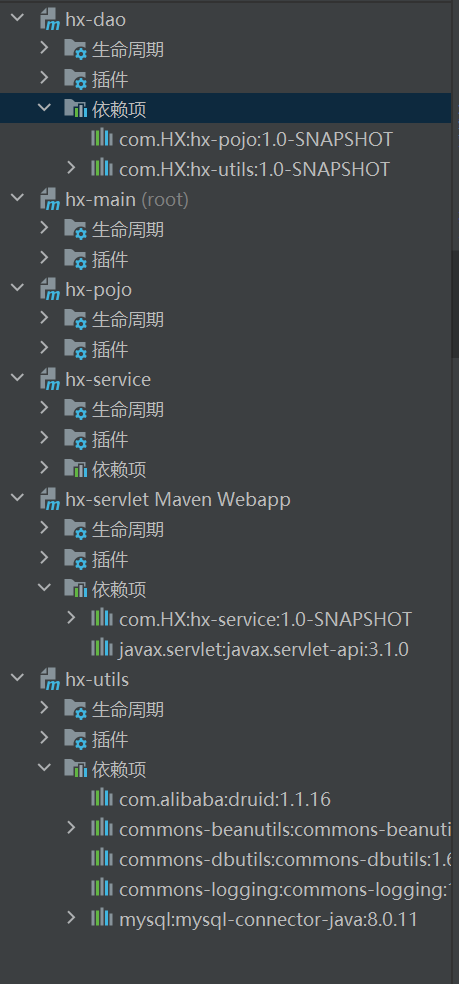 hx-dao
生命周期
插件
依赖项
com.HX:hx-pojo:1.0-SNAPSHOT
com.HX:hx-utils:1.0-SNAPSHOT
hx-main (root)
生命周期
插件
hx-pojo
生命周期
插件
hx-service
生命周期
插件
依赖项
hx-servlet Maven Webapp
生命周期
插件
依赖项
com.HX:hx-service:1.0-SNAPSHOT
javax.servlet:javax.servlet-api:3.1.0
hx-utils
生命周期
插件
依赖项
com.alibaba:druid:1.1.16
commons-beanutils:commons-beanuti
commons-dbutils:commons-dbutils:1.6
commons-logging:commons-logging:1
mysql:mysql-connector-java:8.0.11